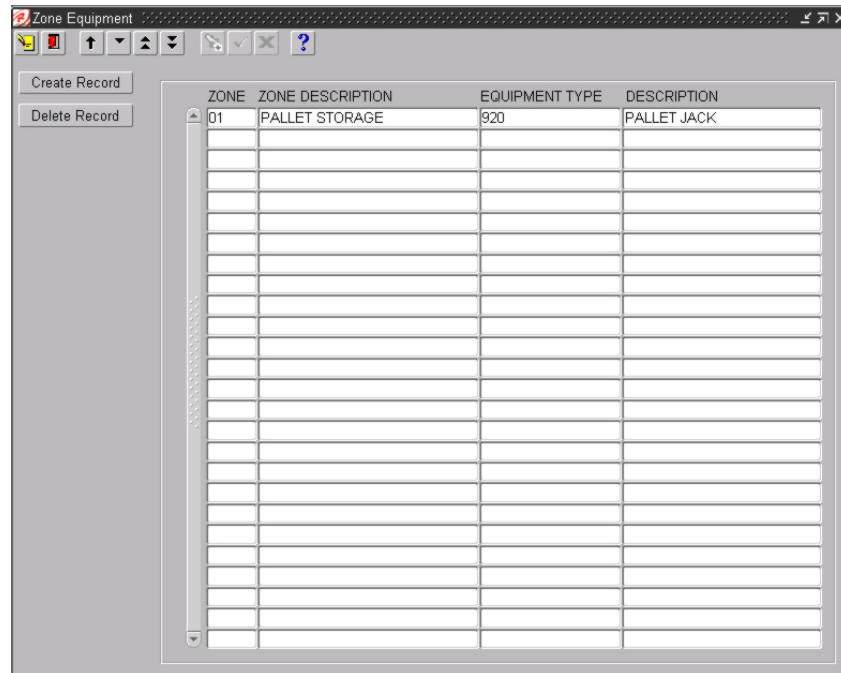 Zone Equipment
?
Create Record
Delete Record
ZONE ZONE DESCRIPTION EQUIPMENT TYPE DESCRIPTION
01 PALLET STORAGE 920 PALLET JACK